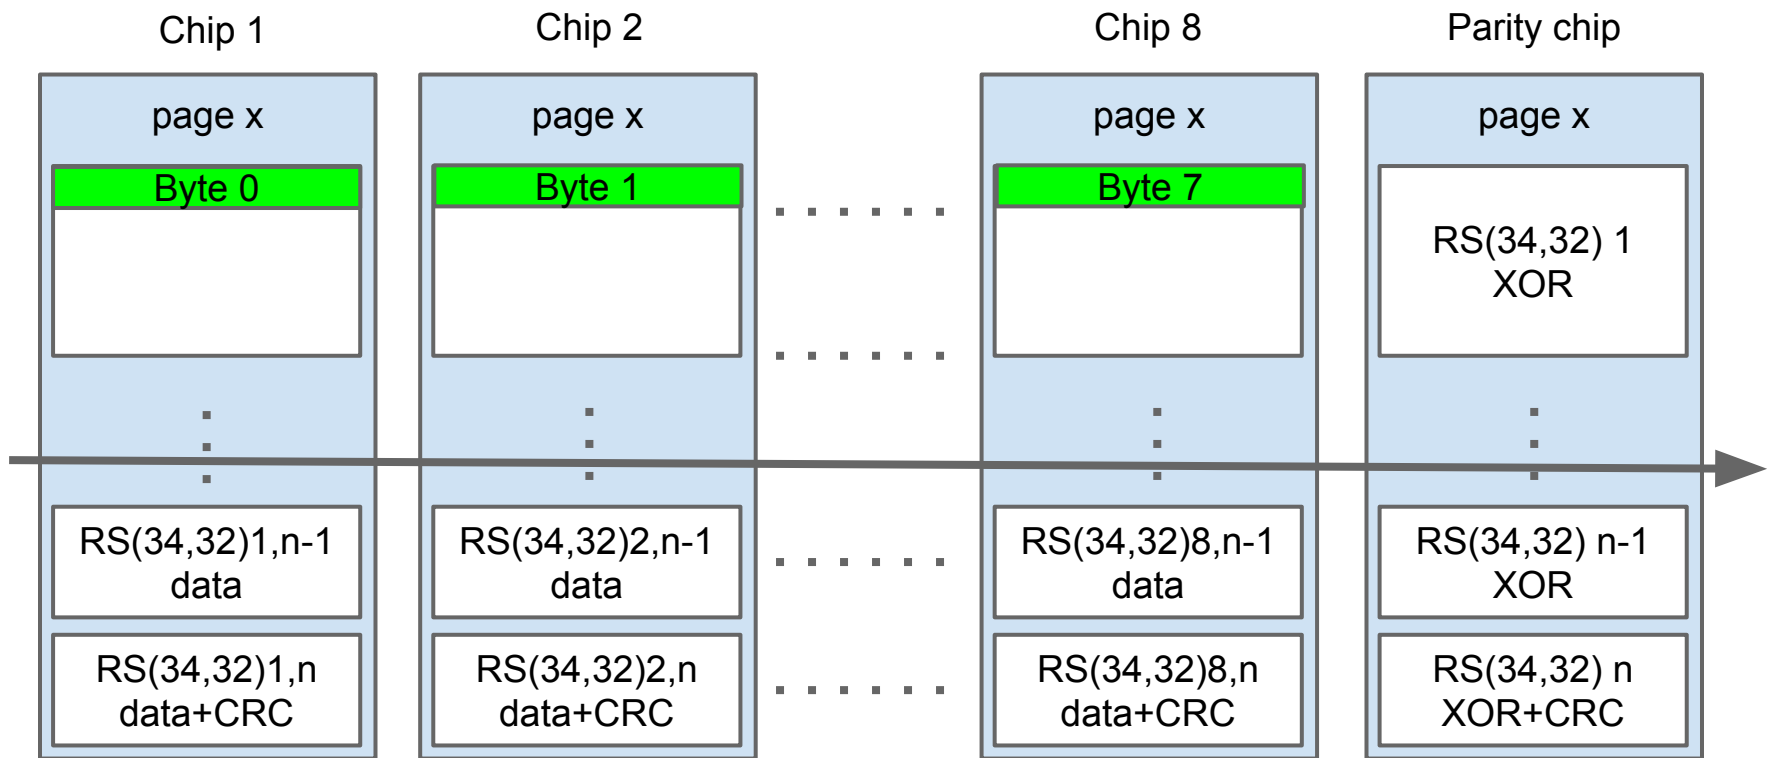 Chip 1
Chip 2
Chip 8
Parity chip
page x
page x
page x
page x
Byte 0
Byte 1
Byte 7
RS(34,32) 1
XOR
RS(34,32)1,n-1
data
RS(34,32)2,n-1
data
RS(34,32)8,n-1
data
RS(34,32) n-1
XOR
RS(34,32)1,n
data+CRC
RS(34,32)2,n
data+CRC
RS(34,32)8,n
data+CRC
RS(34,32) n
XOR+CRC